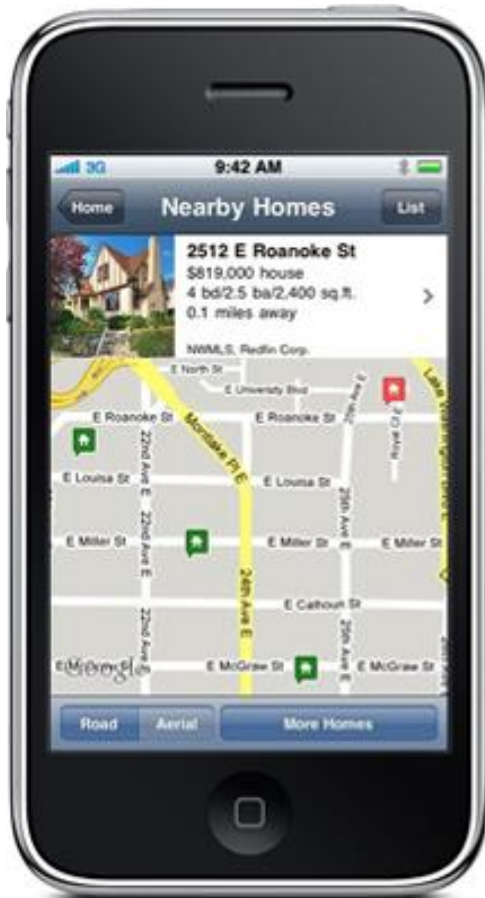 3G 9:42 AM
Home Nearby Homes List
2512 E Roanoke St
$819,000 house
4 bd/2.5 ba/2,400 sq.ft.
0.1 miles away
NWMLS, Redfin Corp.
E North St
E University Blvd
25th Ave E
Royal Ct E
E Roanoke St
E Roanoke St
Montlake Pl E
Lake Washington
22nd Ave E
E Louisa St
E Louisa St
22nd Ave E
25th Ave E
E Miller St
E Miller St
E Miller St
24th Ave E
E Calhoun St
22nd Ave E
25th Ave E
Google
E McGraw St
E McGraw St
Road Aerial More Homes